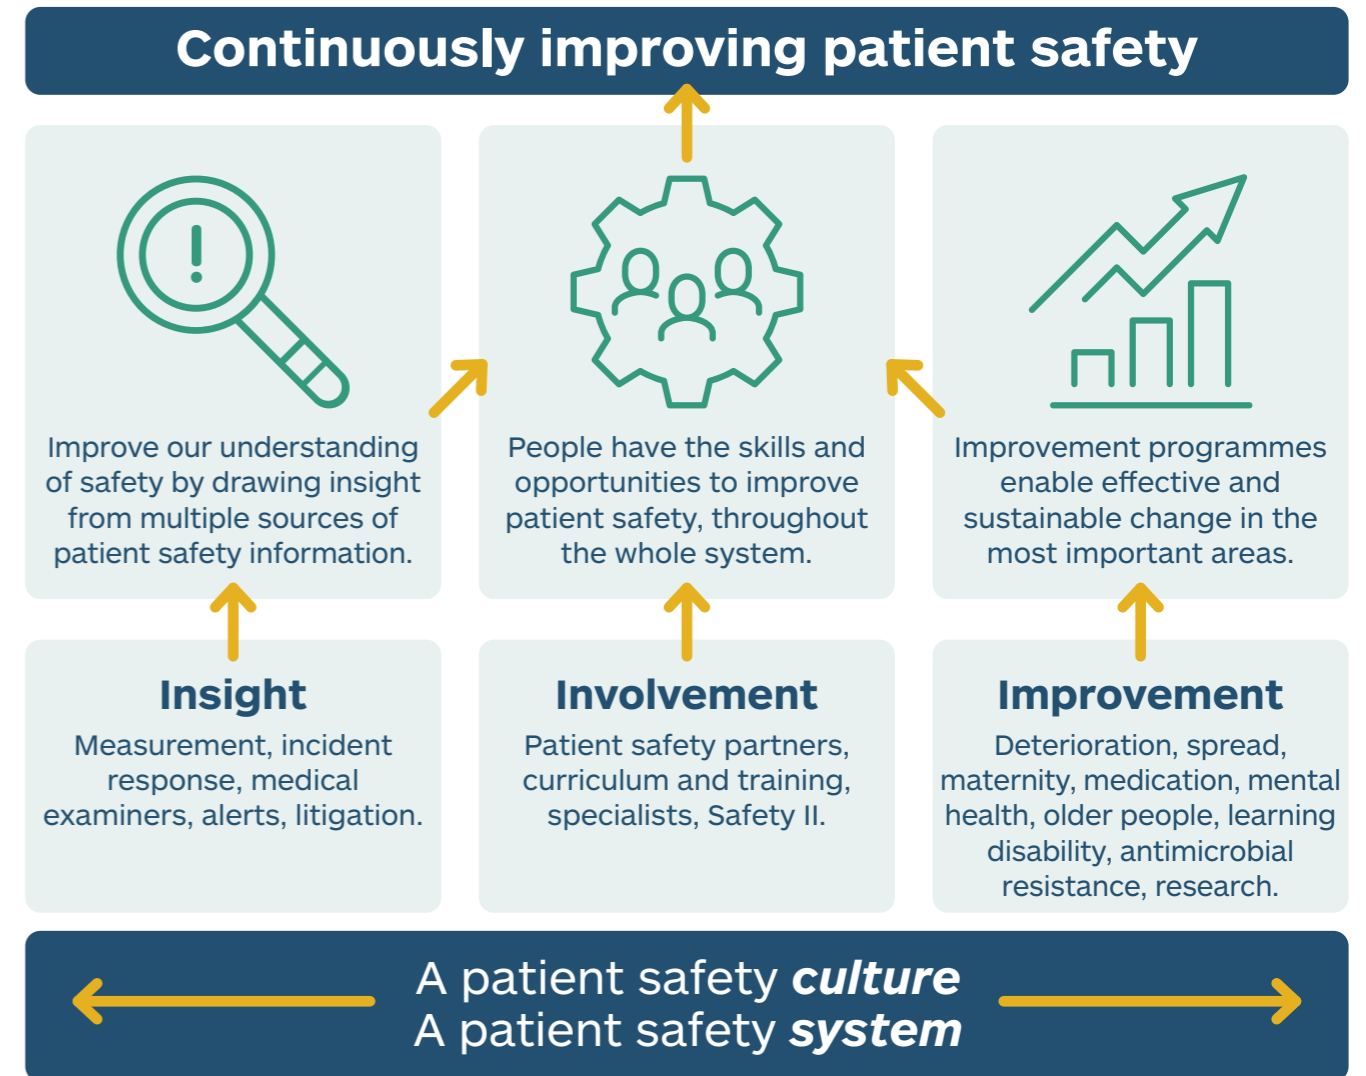 Continuously improving patient safety
!
Improve our understanding
of safety by drawing insight
from multiple sources of
patient safety information.
People have the skills and
opportunities to improve
patient safety, throughout
the whole system.
Improvement programmes
enable effective and
sustainable change in the
most important areas.
Insight
Measurement, incident
response, medical
examiners, alerts, litigation.
Involvement
Patient safety partners,
curriculum and training,
specialists, Safety II.
Improvement
Deterioration, spread,
maternity, medication, mental
health, older people, learning
disability, antimicrobial
resistance, research.
A patient safety culture
A patient safety system